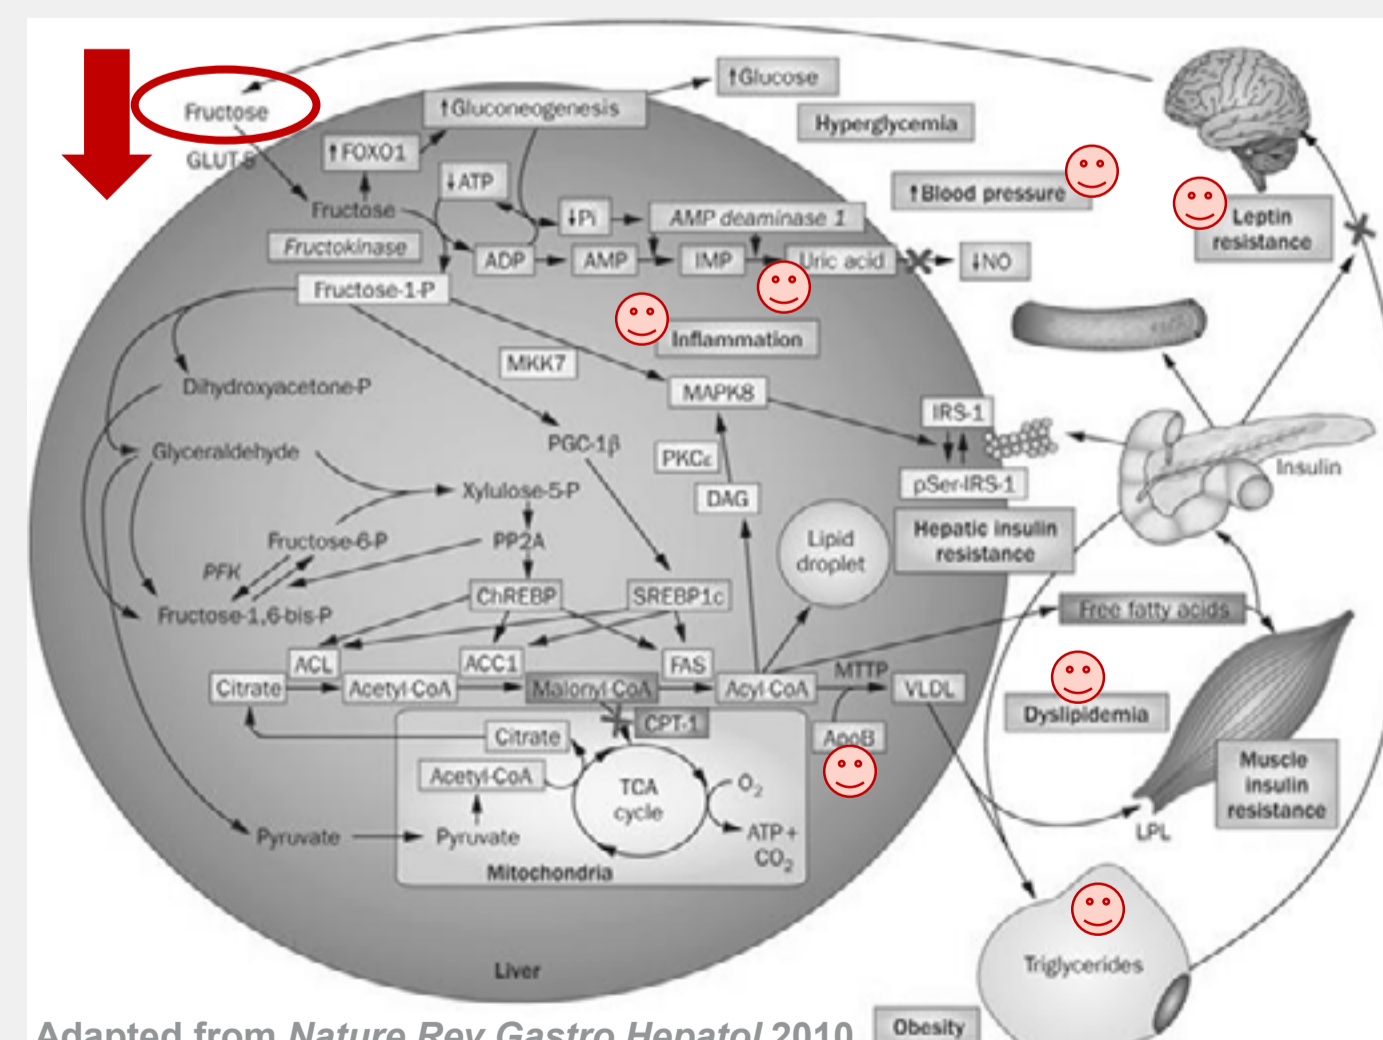 Fructose
GLUT-5
↑Gluconeogenesis
↑Glucose
Hyperglycemia
↑FOXO1
↓ATP
↑Blood pressure
Leptin
resistance
Fructose
↓Pi
AMP deaminase 1
Fructokinase
ADP
AMP
IMP
Uric acid
↓NO
Fructose-1-P
Inflammation
MKK7
Dihydroxyacetone-P
MAPK8
IRS-1
PGC-1β
Glyceraldehyde
PKCε
Insulin
Xylulose-5-P
DAG
pSer-IRS-1
Fructose-6-P
PP2A
Lipid
droplet
Hepatic insulin
resistance
PFK
ChREBP
SREBP1c
Free fatty acids
Fructose-1,6-bis-P
ACL
ACC1
FAS
MTTP
Citrate
Acetyl-CoA
Malonyl-CoA
Acyl-CoA
VLDL
Dyslipidemia
CPT-1
Citrate
ApoB
Acetyl-CoA
TCA
cycle
O2
Muscle
insulin
resistance
Pyruvate
Pyruvate
ATP+
CO2
LPL
Mitochondria
Triglycerides
Liver
Adapted from Nature Rev Gastro Hepatol 2010
Obesity